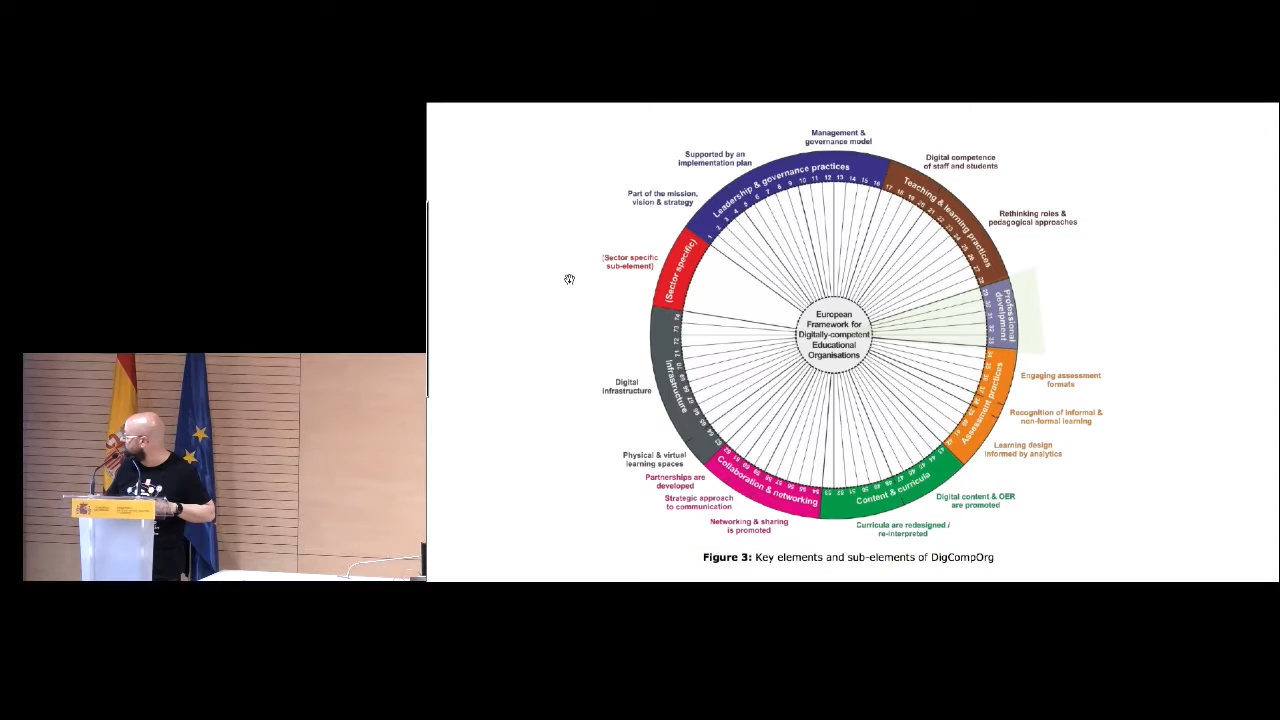 Management &
governance model
Supported by an
implementation plan
Digital competence
of staff and students
Part of the mission,
vision & strategy
Rethinking roles &
pedagogical approaches
(Sector specific
sub-element)
Leadership & governance practices
Teaching & learning practices
Professional
development
Assessment practices
Content & curricula
Collaboration & networking
Infrastructure
(Sector specific)
European
Framework for
Digitally-competent
Educational
Organisations
Engaging assessment
formats
Recognition of informal &
non-formal learning
Learning design
informed by analytics
Digital content & OER
are promoted
Curricula are redesigned /
re-interpreted
Digital
Infrastructure
Physical & virtual
learning spaces
Partnerships are
developed
Strategic approach
to communication
Networking & sharing
is promoted
Figure 3: Key elements and sub-elements of DigCompOrg